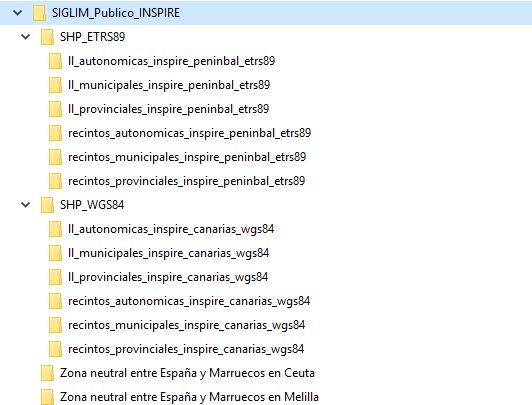 SIGLIM_Publico_INSPIRE
SHP_ETRS89
ll_autonomicas_inspire_peninbal_etrs89
ll_municipales_inspire_peninbal_etrs89
ll_provinciales_inspire_peninbal_etrs89
recintos_autonomicas_inspire_peninbal_etrs89
recintos_municipales_inspire_peninbal_etrs89
recintos_provinciales_inspire_peninbal_etrs89
SHP_WGS84
ll_autonomicas_inspire_canarias_wgs84
ll_municipales_inspire_canarias_wgs84
ll_provinciales_inspire_canarias_wgs84
recintos_autonomicas_inspire_canarias_wgs84
recintos_municipales_inspire_canarias_wgs84
recintos_provinciales_inspire_canarias_wgs84
Zona neutral entre España y Marruecos en Ceuta
Zona neutral entre España y Marruecos en Melilla